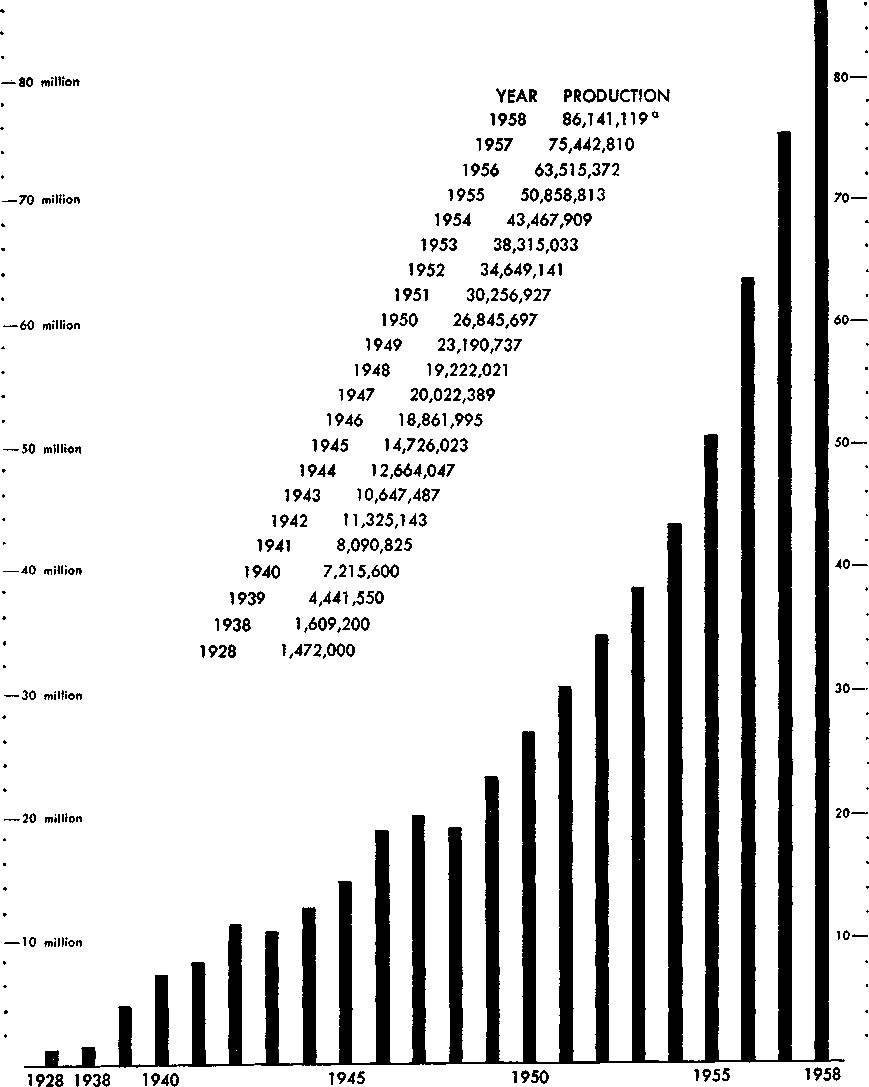 80 million
80
YEAR PRODUCTION
1958 86,141,119ᵃ
1957 75,442,810
1956 63,515,372
70 million
1955 50,858,813
70
1954 43,467,909
1953 38,315,033
1952 34,649,141
1951 30,256,927
60 million
1950 26,845,697
60
1949 23,190,737
1948 19,222,021
1947 20,022,389
1946 18,861,995
50 million
1945 14,726,023
50
1944 12,664,047
1943 10,647,487
1942 11,325,143
1941 8,090,825
40 million
1940 7,215,600
40
1939 4,441,550
1938 1,609,200
1928 1,472,000
30 million
30
20 million
20
10 million
10
1928 1938 1940 1945 1950 1955 1958